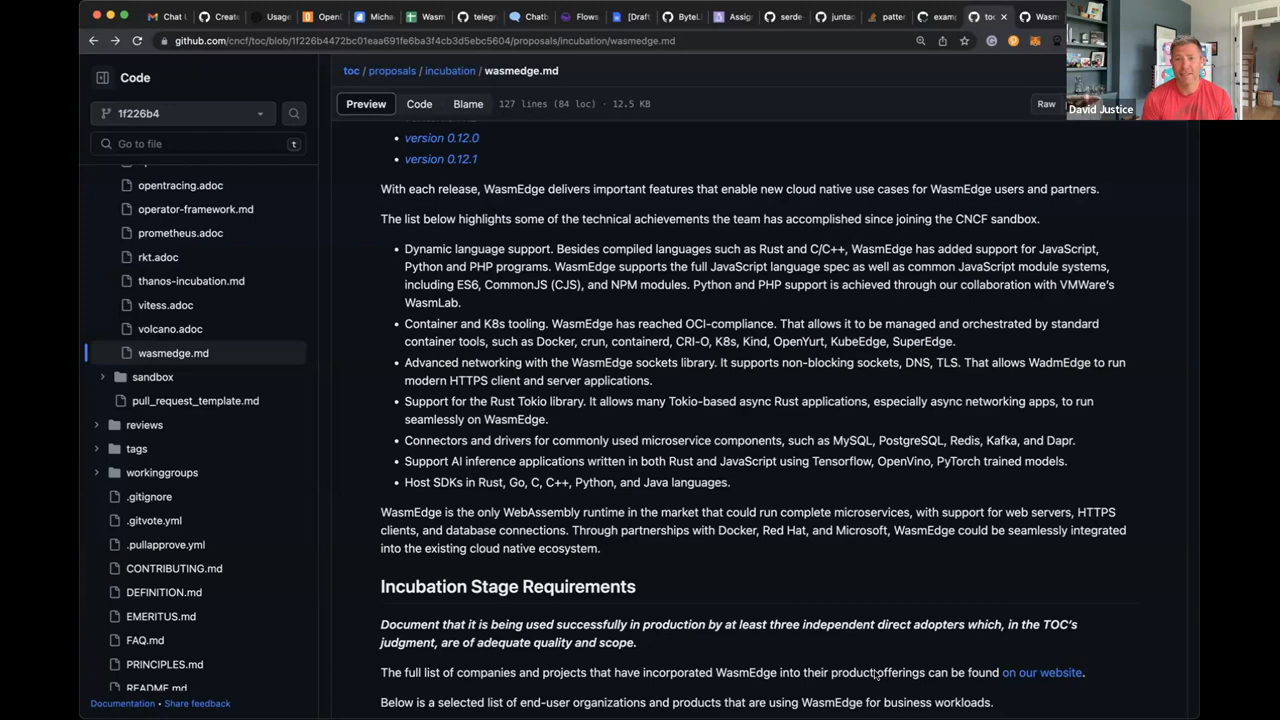 Chat
Create
Usage
Open
Micha
Wasm
telegr
Chatb
Flows
[Draft
ByteL
Assign
serde
juntac
patter
examp
toc
Wasm
github.com/cncf/toc/blob/1f226b4472bc01eaa691fe6ba3f4cb3d5ebc5604/proposals/incubation/wasmedge.md
David Justice
Code
1f226b4
Go to file
t
opentracing.adoc
operator-framework.md
prometheus.adoc
rkt.adoc
thanos-incubation.md
vitess.adoc
volcano.adoc
wasmedge.md
sandbox
pull_request_template.md
reviews
tags
workinggroups
.gitignore
.gitvote.yml
.pullapprove.yml
CONTRIBUTING.md
DEFINITION.md
EMERITUS.md
FAQ.md
PRINCIPLES.md
README.md
Documentation • Share feedback
toc / proposals / incubation / wasmedge.md
Preview Code Blame 127 lines (84 loc) · 12.5 KB Raw
• version 0.12.0
• version 0.12.1
With each release, WasmEdge delivers important features that enable new cloud native use cases for WasmEdge users and partners.
The list below highlights some of the technical achievements the team has accomplished since joining the CNCF sandbox.
• Dynamic language support. Besides compiled languages such as Rust and C/C++, WasmEdge has added support for JavaScript,
Python and PHP programs. WasmEdge supports the full JavaScript language spec as well as common JavaScript module systems,
including ES6, CommonJS (CJS), and NPM modules. Python and PHP support is achieved through our collaboration with VMWare's
WasmLab.
• Container and K8s tooling. WasmEdge has reached OCI-compliance. That allows it to be managed and orchestrated by standard
container tools, such as Docker, crun, containerd, CRI-O, K8s, Kind, OpenYurt, KubeEdge, SuperEdge.
• Advanced networking with the WasmEdge sockets library. It supports non-blocking sockets, DNS, TLS. That allows WadmEdge to run
modern HTTPS client and server applications.
• Support for the Rust Tokio library. It allows many Tokio-based async Rust applications, especially async networking apps, to run
seamlessly on WasmEdge.
• Connectors and drivers for commonly used microservice components, such as MySQL, PostgreSQL, Redis, Kafka, and Dapr.
• Support AI inference applications written in both Rust and JavaScript using Tensorflow, OpenVino, PyTorch trained models.
• Host SDKs in Rust, Go, C, C++, Python, and Java languages.
WasmEdge is the only WebAssembly runtime in the market that could run complete microservices, with support for web servers, HTTPS
clients, and database connections. Through partnerships with Docker, Red Hat, and Microsoft, WasmEdge could be seamlessly integrated
into the existing cloud native ecosystem.
Incubation Stage Requirements
Document that it is being used successfully in production by at least three independent direct adopters which, in the TOC's
judgment, are of adequate quality and scope.
The full list of companies and projects that have incorporated WasmEdge into their product offerings can be found on our website.
Below is a selected list of end-user organizations and products that are using WasmEdge for business workloads.